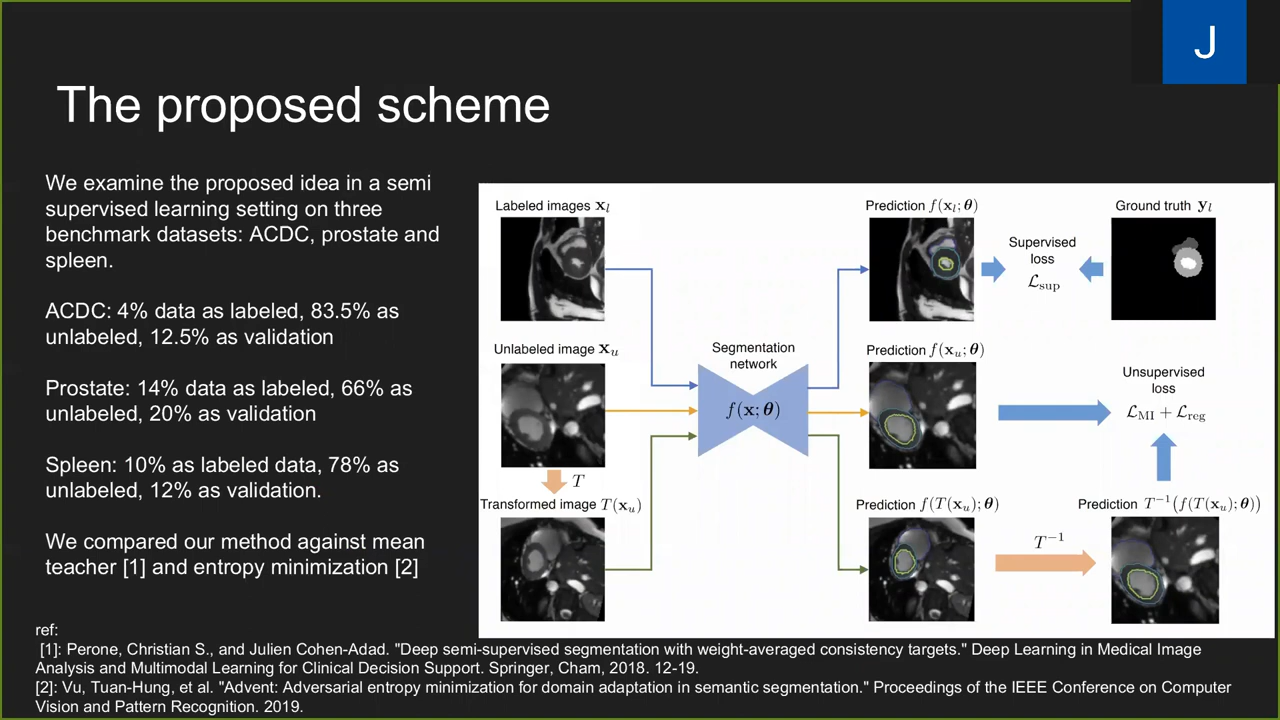 J
The proposed scheme
We examine the proposed idea in a semi
supervised learning setting on three
benchmark datasets: ACDC, prostate and
spleen.
ACDC: 4% data as labeled, 83.5% as
unlabeled, 12.5% as validation
Prostate: 14% data as labeled, 66% as
unlabeled, 20% as validation
Spleen: 10% as labeled data, 78% as
unlabeled, 12% as validation.
We compared our method against mean
teacher [1] and entropy minimization [2]
Labeled images x_l
Prediction f(x_l; θ)
Ground truth y_l
Supervised
loss
ℒ_sup
Unlabeled image x_u
Segmentation
network
f(x; θ)
Prediction f(x_u; θ)
Unsupervised
loss
ℒ_MI + ℒ_reg
T
Transformed image T(x_u)
Prediction f(T(x_u); θ)
T⁻¹
Prediction T⁻¹(f(T(x_u); θ))
ref:
[1]: Perone, Christian S., and Julien Cohen-Adad. "Deep semi-supervised segmentation with weight-averaged consistency targets." Deep Learning in Medical Image
Analysis and Multimodal Learning for Clinical Decision Support. Springer, Cham, 2018. 12-19.
[2]: Vu, Tuan-Hung, et al. "Advent: Adversarial entropy minimization for domain adaptation in semantic segmentation." Proceedings of the IEEE Conference on Computer
Vision and Pattern Recognition. 2019.